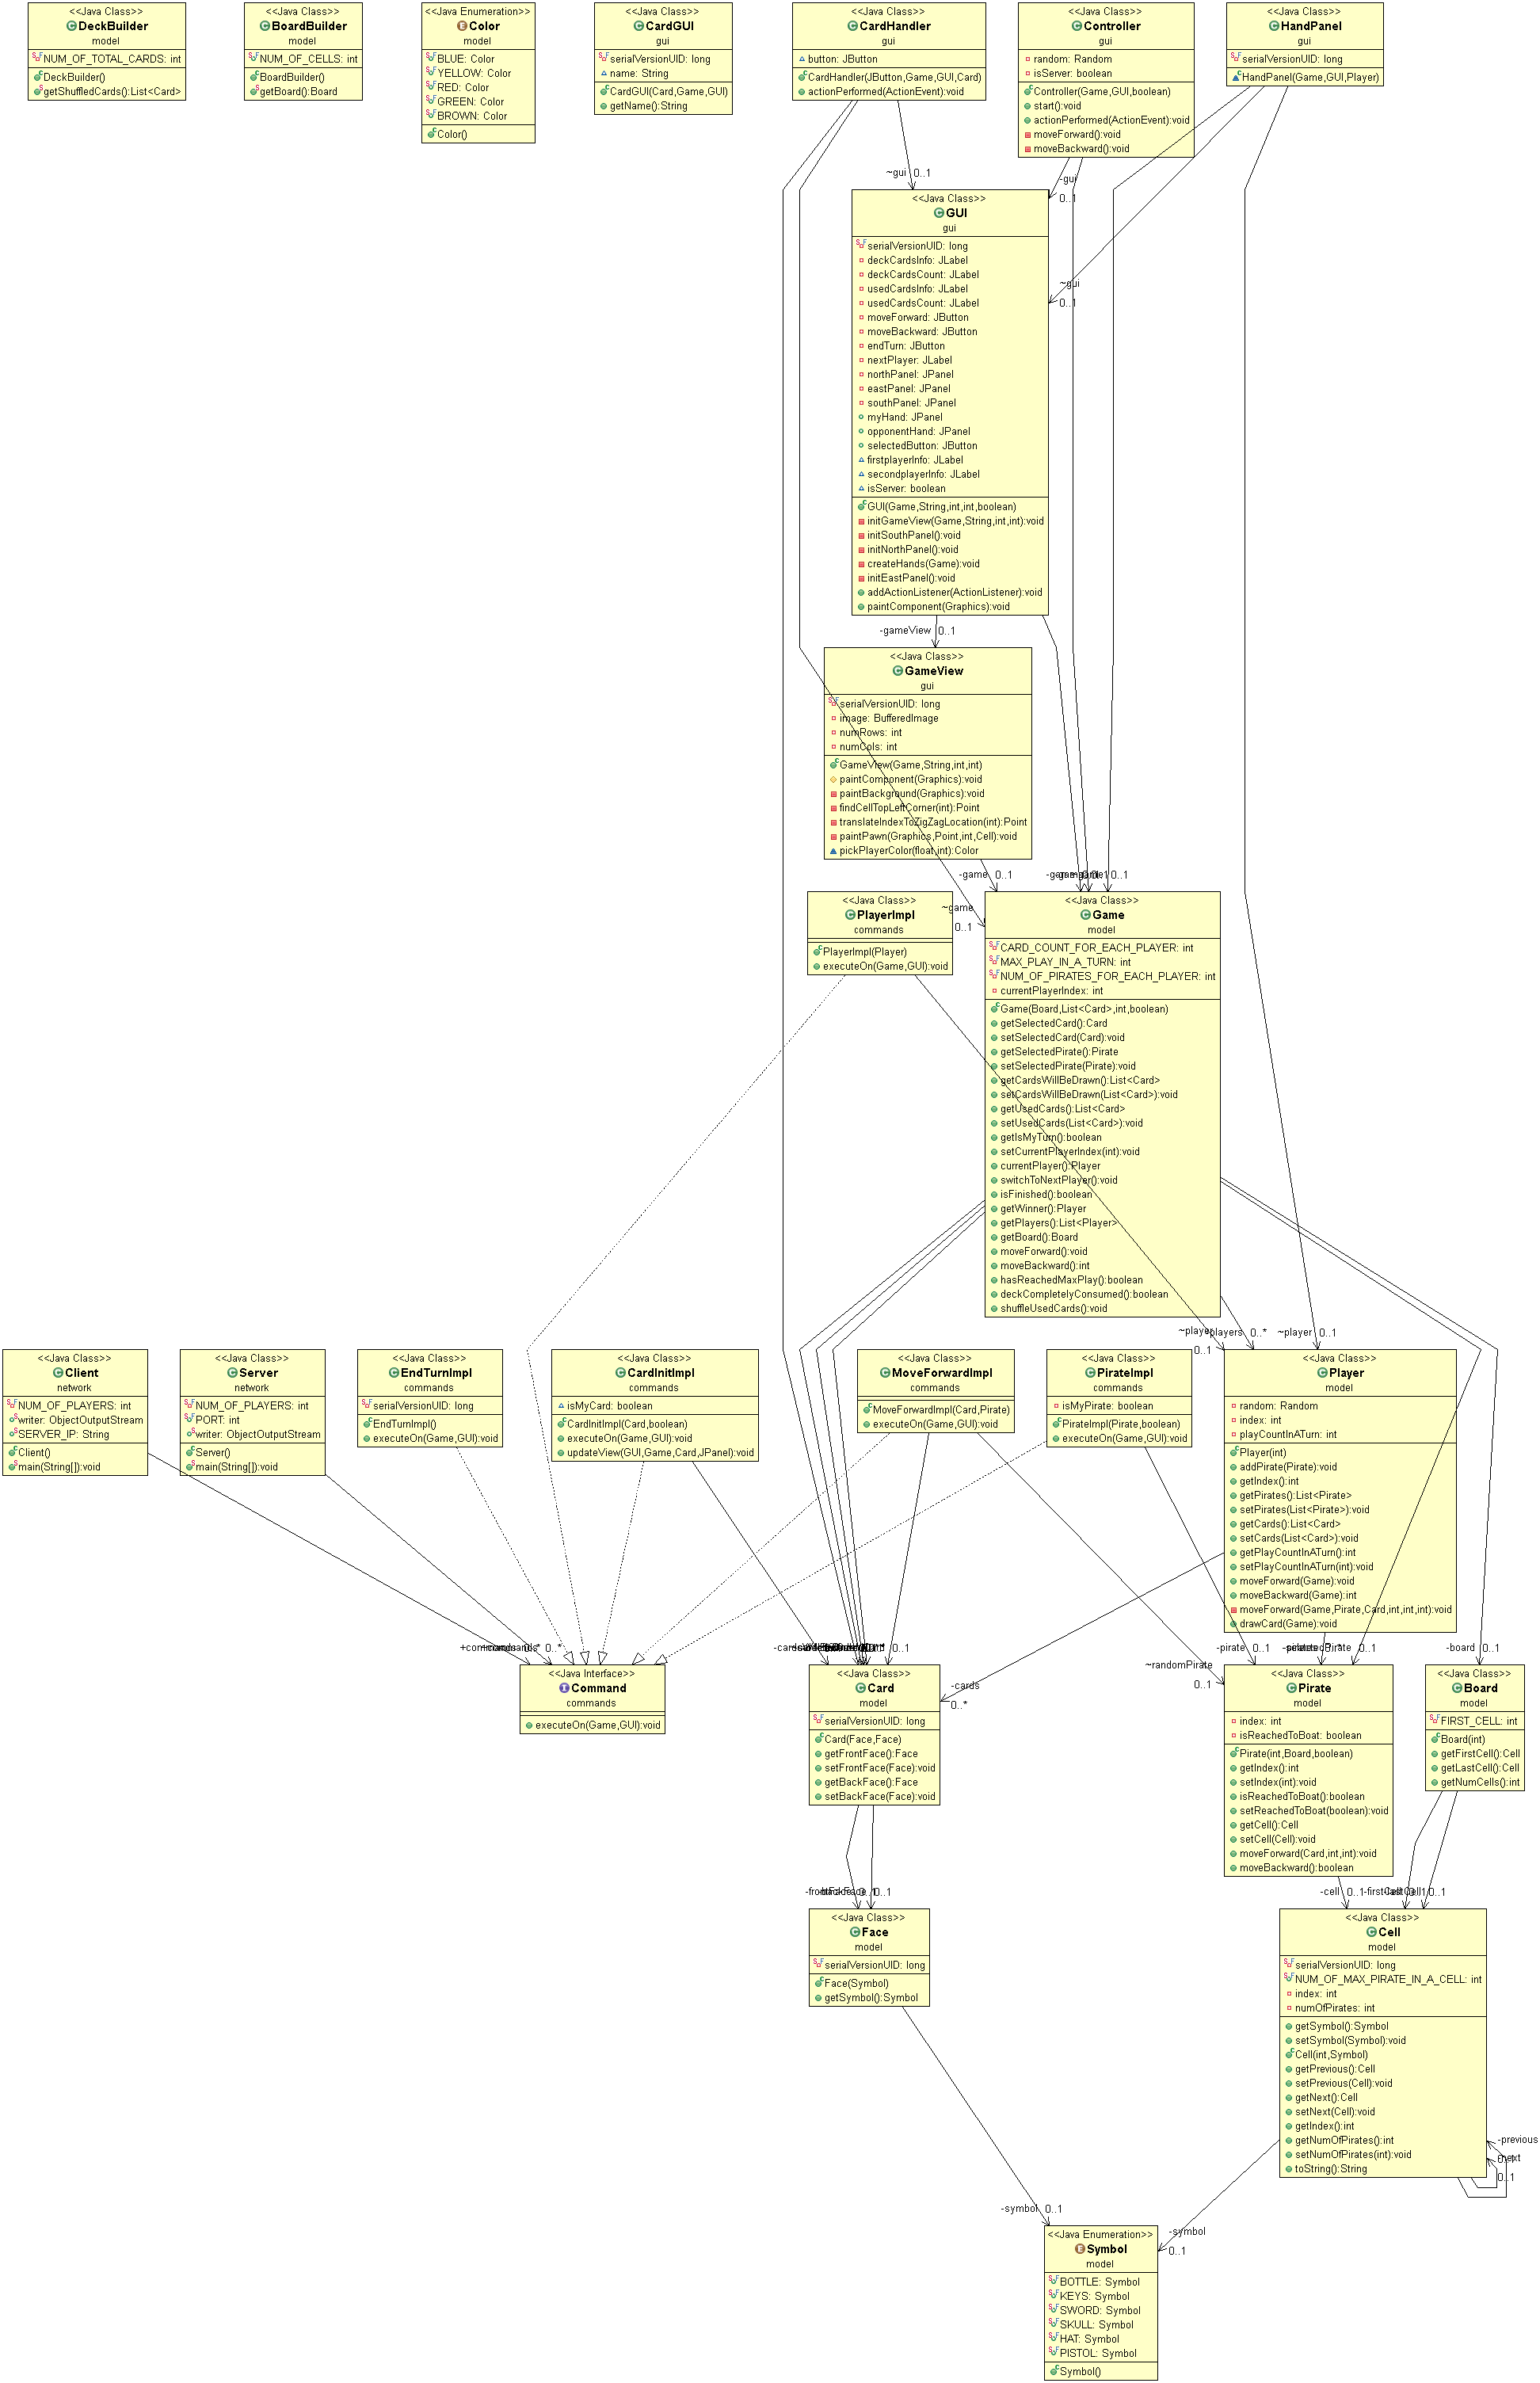 <<Java Class>>
DeckBuilder
model
NUM_OF_TOTAL_CARDS: int
DeckBuilder()
getShuffledCards():List<Card>
<<Java Class>>
BoardBuilder
model
NUM_OF_CELLS: int
BoardBuilder()
getBoard():Board
<<Java Enumeration>>
Color
model
BLUE: Color
YELLOW: Color
RED: Color
GREEN: Color
BROWN: Color
Color()
<<Java Class>>
CardGUI
gui
serialVersionUID: long
name: String
CardGUI(Card,Game,GUI)
getName():String
<<Java Class>>
CardHandler
gui
button: JButton
CardHandler(JButton,Game,GUI,Card)
actionPerformed(ActionEvent):void
<<Java Class>>
Controller
gui
random: Random
isServer: boolean
Controller(Game,GUI,boolean)
start():void
actionPerformed(ActionEvent):void
moveForward():void
moveBackward():void
<<Java Class>>
HandPanel
gui
serialVersionUID: long
HandPanel(Game,GUI,Player)
~gui 0..1
-gui
0..1
~gui
0..1
<<Java Class>>
GUI
gui
serialVersionUID: long
deckCardsInfo: JLabel
deckCardsCount: JLabel
usedCardsInfo: JLabel
usedCardsCount: JLabel
moveForward: JButton
moveBackward: JButton
endTurn: JButton
nextPlayer: JLabel
northPanel: JPanel
eastPanel: JPanel
southPanel: JPanel
myHand: JPanel
opponentHand: JPanel
selectedButton: JButton
firstplayerInfo: JLabel
secondplayerInfo: JLabel
isServer: boolean
GUI(Game,String,int,int,boolean)
initGameView(Game,String,int,int):void
initSouthPanel():void
initNorthPanel():void
createHands(Game):void
initEastPanel():void
addActionListener(ActionListener):void
paintComponent(Graphics):void
-gameView 0..1
<<Java Class>>
GameView
gui
serialVersionUID: long
image: BufferedImage
numRows: int
numCols: int
GameView(Game,String,int,int)
paintComponent(Graphics):void
paintBackground(Graphics):void
findCellTopLeftCorner(int):Point
translateIndexToZigZagLocation(int):Point
paintPawn(Graphics,Point,int,Cell):void
pickPlayerColor(float,int):Color
-game 0..1
0..1
~game
0..1
<<Java Class>>
PlayerImpl
commands
PlayerImpl(Player)
executeOn(Game,GUI):void
<<Java Class>>
Game
model
CARD_COUNT_FOR_EACH_PLAYER: int
MAX_PLAY_IN_A_TURN: int
NUM_OF_PIRATES_FOR_EACH_PLAYER: int
currentPlayerIndex: int
Game(Board,List<Card>,int,boolean)
getSelectedCard():Card
setSelectedCard(Card):void
getSelectedPirate():Pirate
setSelectedPirate(Pirate):void
getCardsWillBeDrawn():List<Card>
setCardsWillBeDrawn(List<Card>):void
getUsedCards():List<Card>
setUsedCards(List<Card>):void
getIsMyTurn():boolean
setCurrentPlayerIndex(int):void
currentPlayer():Player
switchToNextPlayer():void
isFinished():boolean
getWinner():Player
getPlayers():List<Player>
getBoard():Board
moveForward():void
moveBackward():int
hasReachedMaxPlay():boolean
deckCompletelyConsumed():boolean
shuffleUsedCards():void
~player
0..1
players 0..*
~player 0..1
<<Java Class>>
Client
network
NUM_OF_PLAYERS: int
writer: ObjectOutputStream
SERVER_IP: String
Client()
main(String[]):void
<<Java Class>>
Server
network
NUM_OF_PLAYERS: int
PORT: int
writer: ObjectOutputStream
Server()
main(String[]):void
<<Java Class>>
EndTurnImpl
commands
serialVersionUID: long
EndTurnImpl()
executeOn(Game,GUI):void
<<Java Class>>
CardInitImpl
commands
isMyCard: boolean
CardInitImpl(Card,boolean)
executeOn(Game,GUI):void
updateView(GUI,Game,Card,JPanel):void
<<Java Class>>
MoveForwardImpl
commands
MoveForwardImpl(Card,Pirate)
executeOn(Game,GUI):void
<<Java Class>>
PirateImpl
commands
isMyPirate: boolean
PirateImpl(Pirate,boolean)
executeOn(Game,GUI):void
<<Java Class>>
Player
model
random: Random
index: int
playCountInATurn: int
Player(int)
addPirate(Pirate):void
getIndex():int
getPirates():List<Pirate>
setPirates(List<Pirate>):void
getCards():List<Card>
setCards(List<Card>):void
getPlayCountInATurn():int
setPlayCountInATurn(int):void
moveForward(Game):void
moveBackward(Game):int
moveForward(Game,Pirate,Card,int,int,int):void
drawCard(Game):void
0..*
0..1
-pirate 0..1
0..1
-board 0..1
~randomPirate
0..1
-cards
0..*
<<Java Interface>>
Command
commands
executeOn(Game,GUI):void
<<Java Class>>
Card
model
serialVersionUID: long
Card(Face,Face)
getFrontFace():Face
setFrontFace(Face):void
getBackFace():Face
setBackFace(Face):void
<<Java Class>>
Pirate
model
index: int
isReachedToBoat: boolean
Pirate(int,Board,boolean)
getIndex():int
setIndex(int):void
isReachedToBoat():boolean
setReachedToBoat(boolean):void
getCell():Cell
setCell(Cell):void
moveForward(Card,int,int):void
moveBackward():boolean
<<Java Class>>
Board
model
FIRST_CELL: int
Board(int)
getFirstCell():Cell
getLastCell():Cell
getNumCells():int
0..1
-cell 0..1
0..1
<<Java Class>>
Face
model
serialVersionUID: long
Face(Symbol)
getSymbol():Symbol
<<Java Class>>
Cell
model
serialVersionUID: long
NUM_OF_MAX_PIRATE_IN_A_CELL: int
index: int
numOfPirates: int
getSymbol():Symbol
setSymbol(Symbol):void
Cell(int,Symbol)
getPrevious():Cell
setPrevious(Cell):void
getNext():Cell
setNext(Cell):void
getIndex():int
getNumOfPirates():int
setNumOfPirates(int):void
toString():String
-previous
0..1
-symbol 0..1
-symbol
0..1
<<Java Enumeration>>
Symbol
model
BOTTLE: Symbol
KEYS: Symbol
SWORD: Symbol
SKULL: Symbol
HAT: Symbol
PISTOL: Symbol
Symbol()